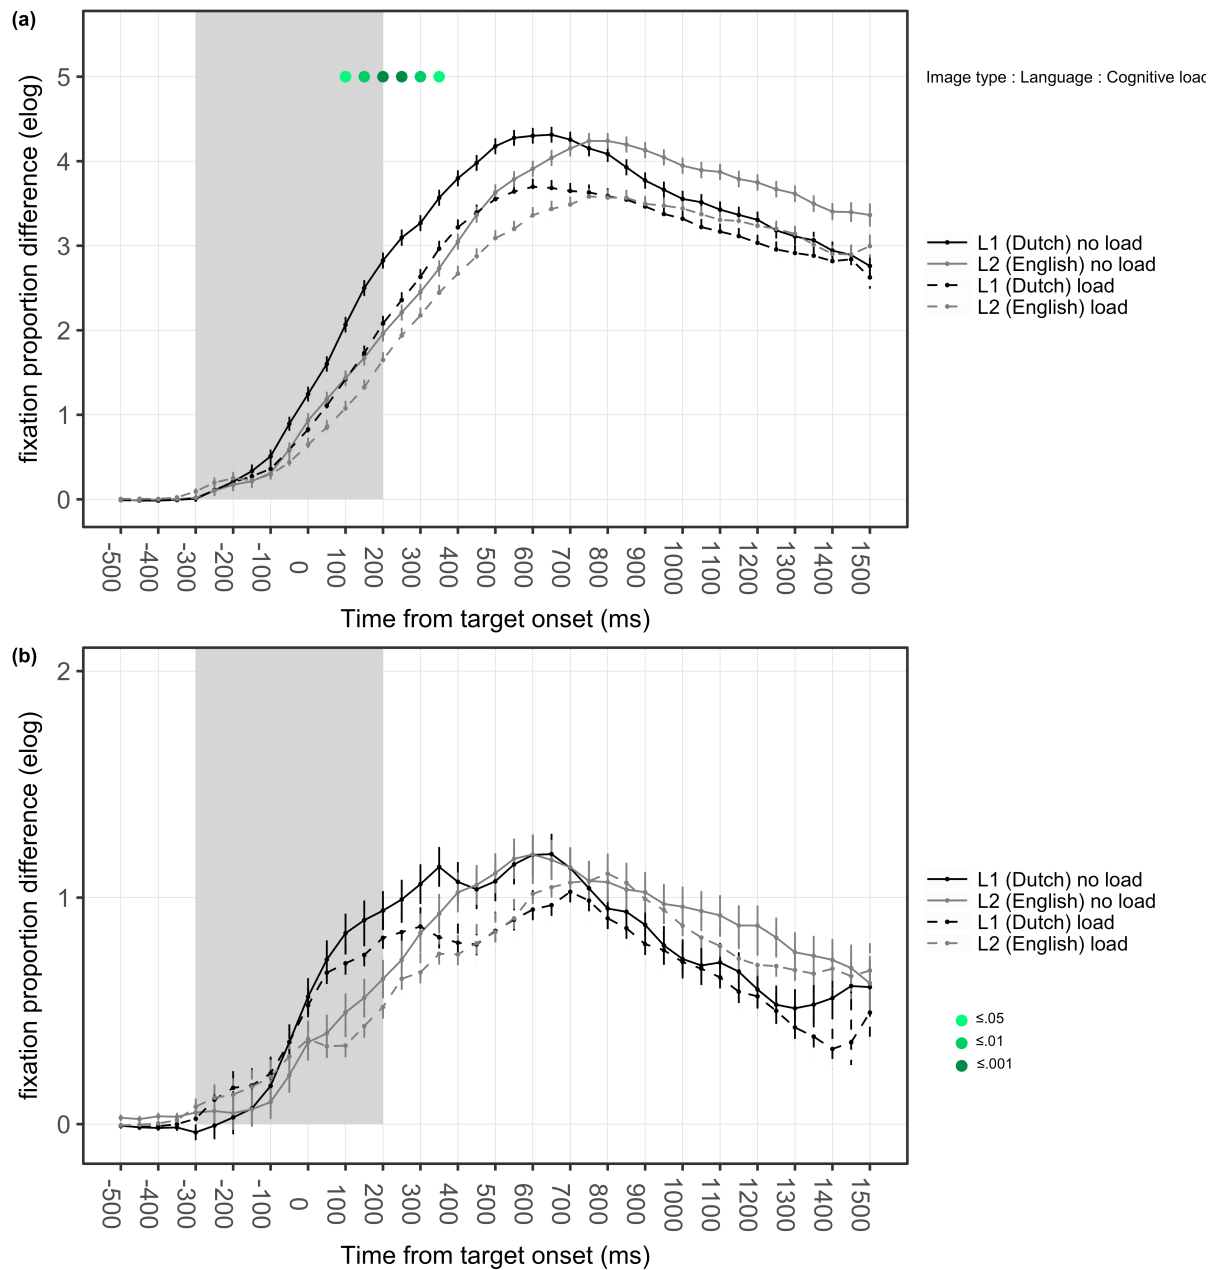 (a)
fixation proportion difference (elog)
5
4
3
2
1
0
Image type : Language : Cognitive load
L1 (Dutch) no load
L2 (English) no load
L1 (Dutch) load
L2 (English) load
-500 -400 -300 -200 -100 0 100 200 300 400 500 600 700 800 900 1000 1100 1200 1300 1400 1500
Time from target onset (ms)
(b)
fixation proportion difference (elog)
2
1
0
L1 (Dutch) no load
L2 (English) no load
L1 (Dutch) load
L2 (English) load
≤.05
≤.01
≤.001
-500 -400 -300 -200 -100 0 100 200 300 400 500 600 700 800 900 1000 1100 1200 1300 1400 1500
Time from target onset (ms)